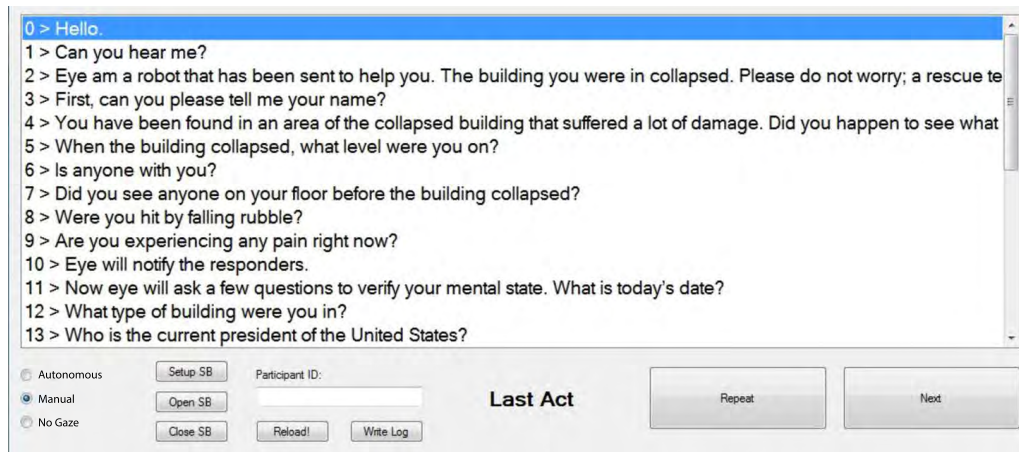 0 > Hello.
1 > Can you hear me?
2 > Eye am a robot that has been sent to help you. The building you were in collapsed. Please do not worry; a rescue te
3 > First, can you please tell me your name?
4 > You have been found in an area of the collapsed building that suffered a lot of damage. Did you happen to see what
5 > When the building collapsed, what level were you on?
6 > Is anyone with you?
7 > Did you see anyone on your floor before the building collapsed?
8 > Were you hit by falling rubble?
9 > Are you experiencing any pain right now?
10 > Eye will notify the responders.
11 > Now eye will ask a few questions to verify your mental state. What is today's date?
12 > What type of building were you in?
13 > Who is the current president of the United States?
Autonomous
Manual
No Gaze
Setup SB
Open SB
Close SB
Participant ID:
Reload!
Write Log
Last Act
Repeat
Next